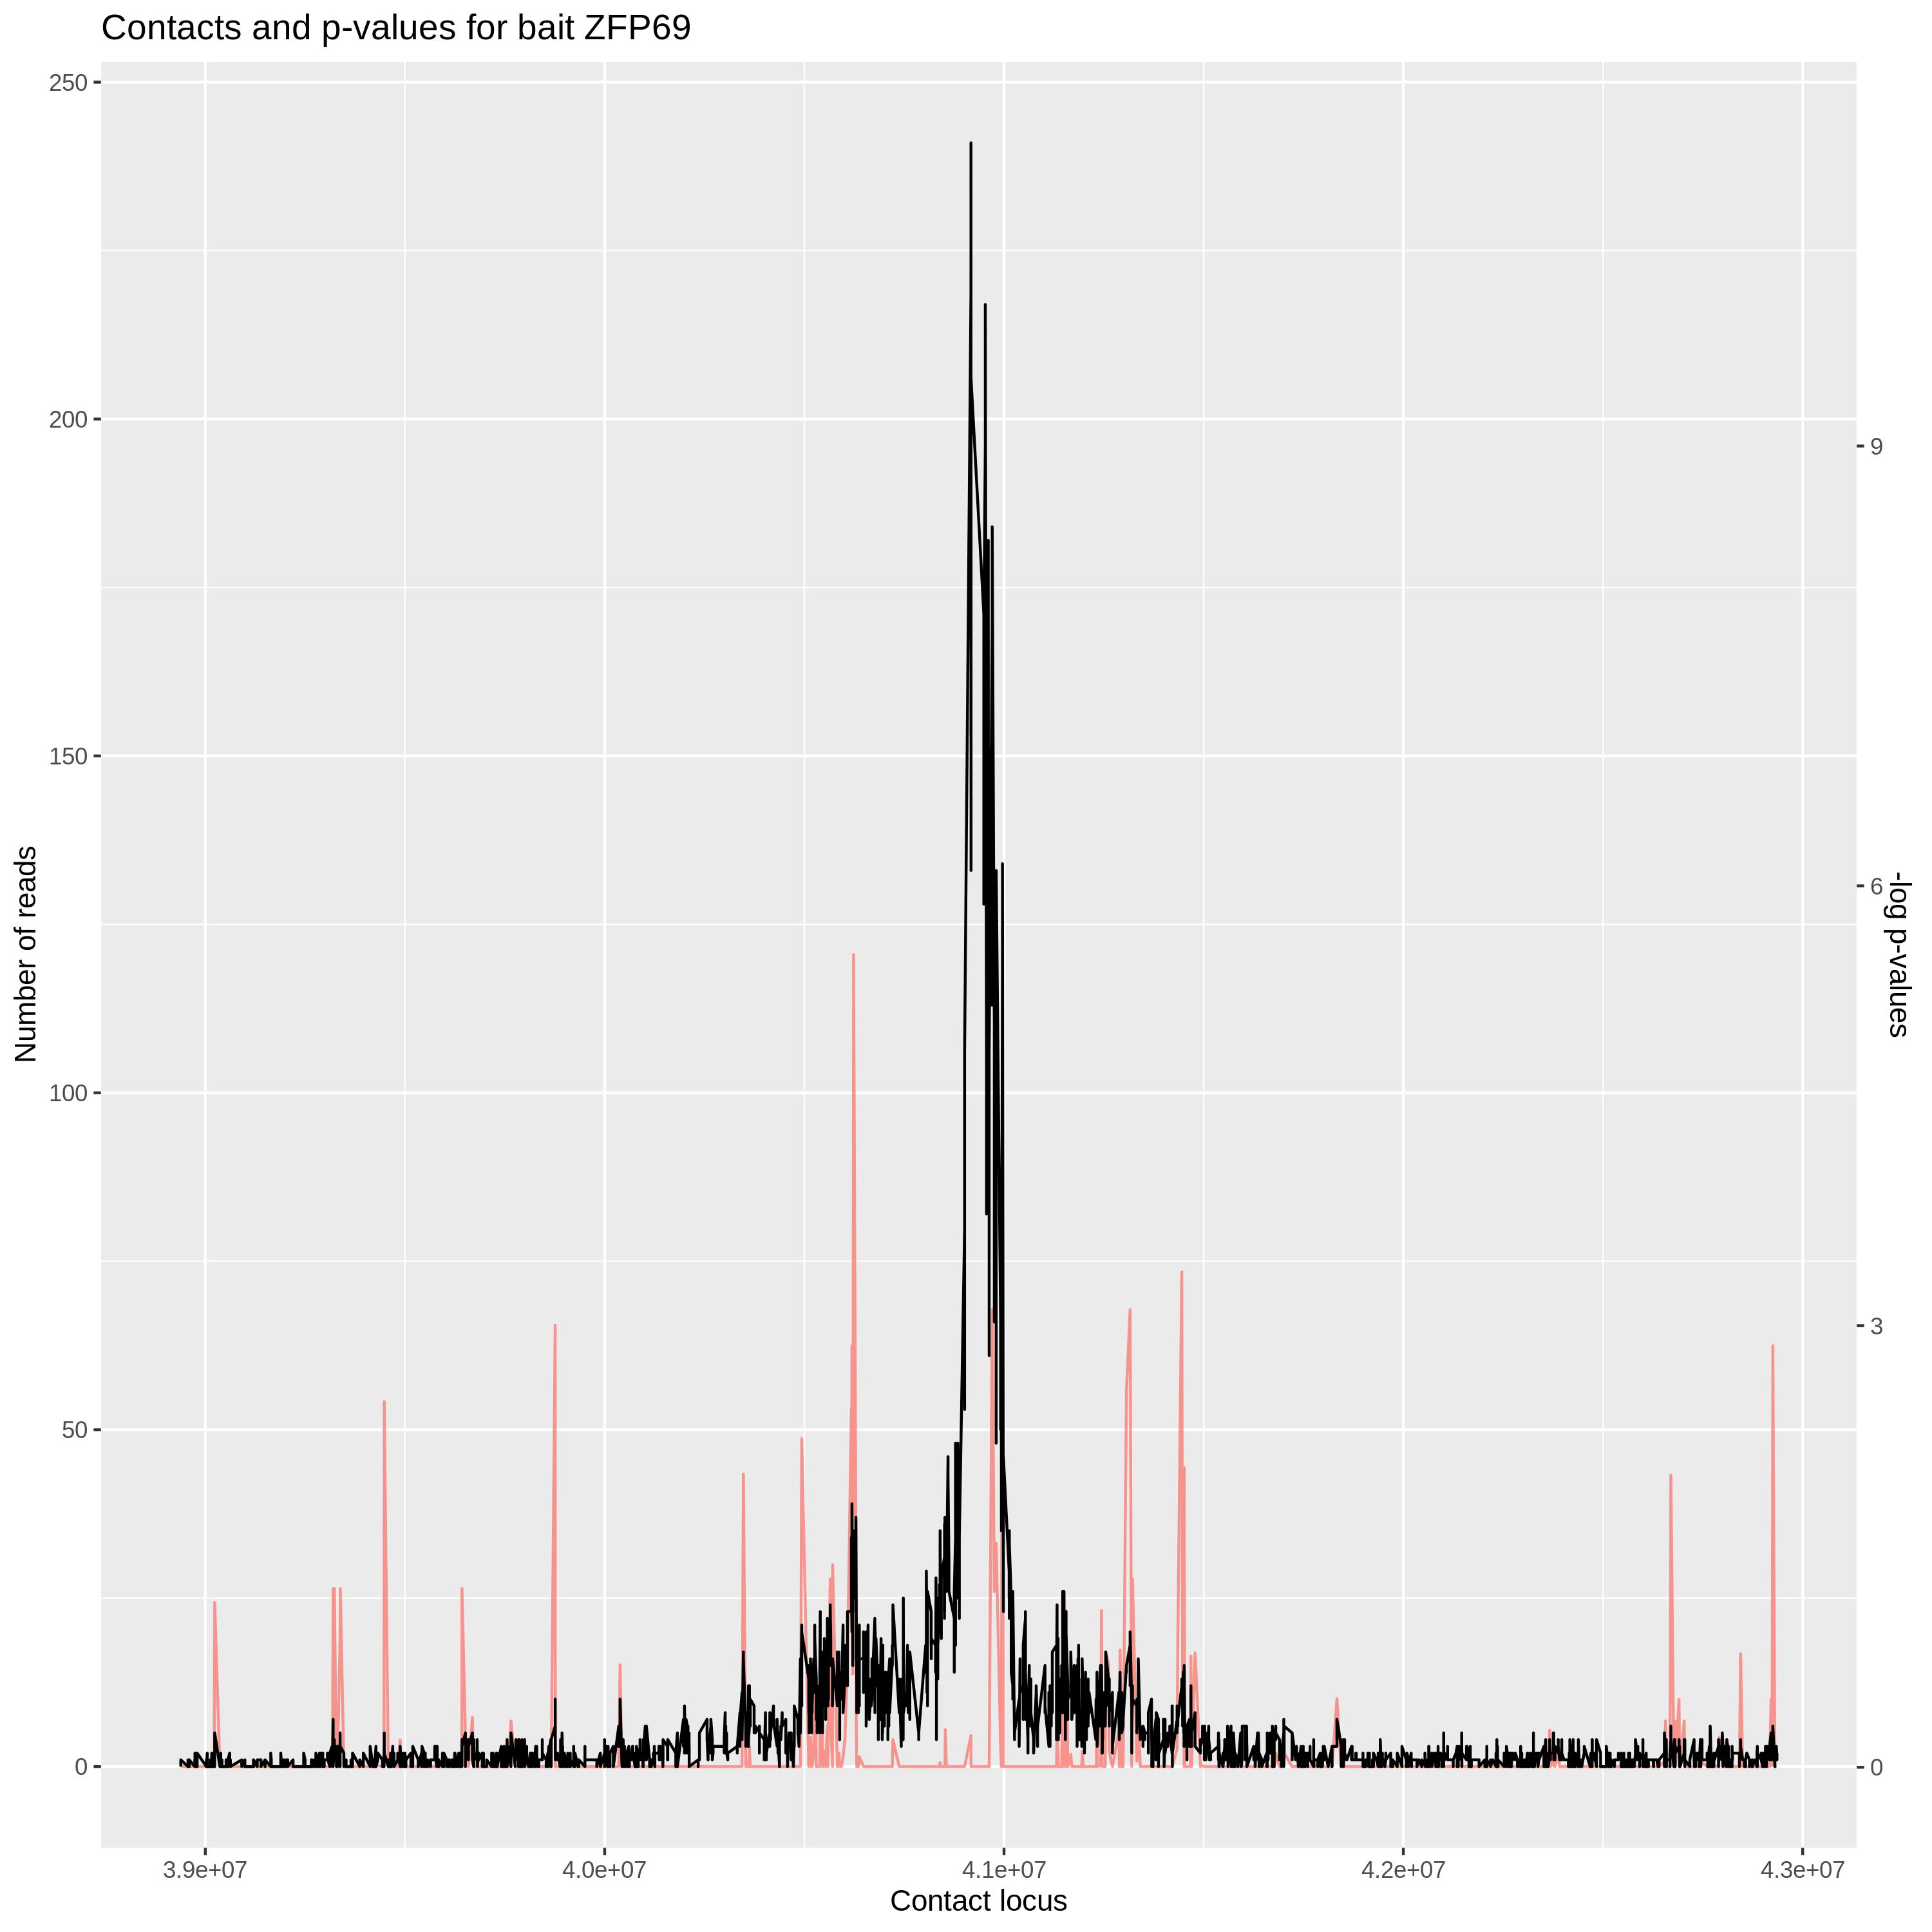 Contacts and p-values for bait ZFP69
250
200
150
100
50
0
Number of reads
9
6
3
0
-log p-values
3.9e+07 4.0e+07 4.1e+07 4.2e+07 4.3e+07
Contact locus